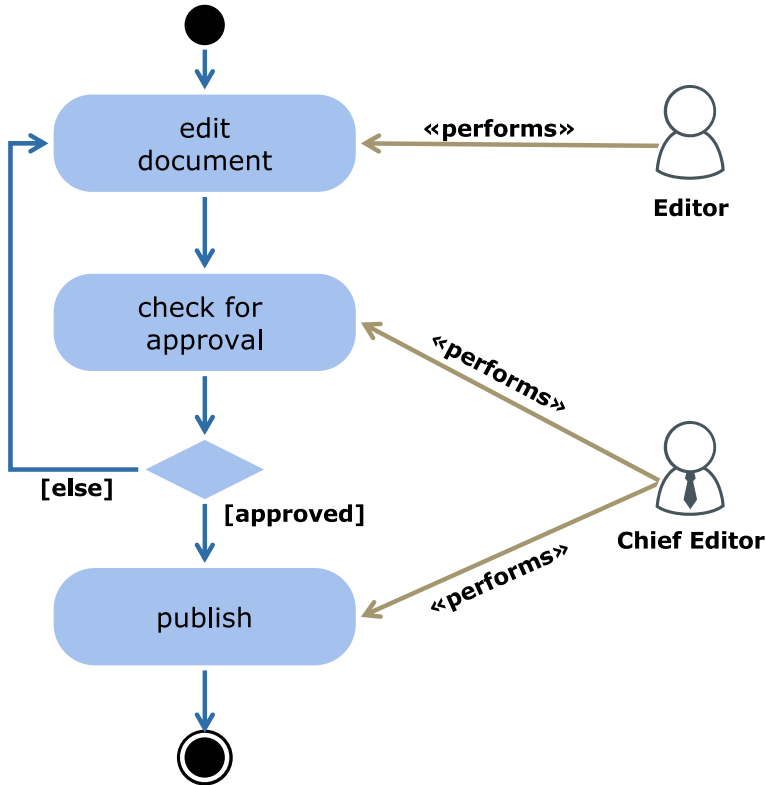 edit
document
«performs»
Editor
check for
approval
«performs»
[else]
[approved]
Chief Editor
«performs»
publish